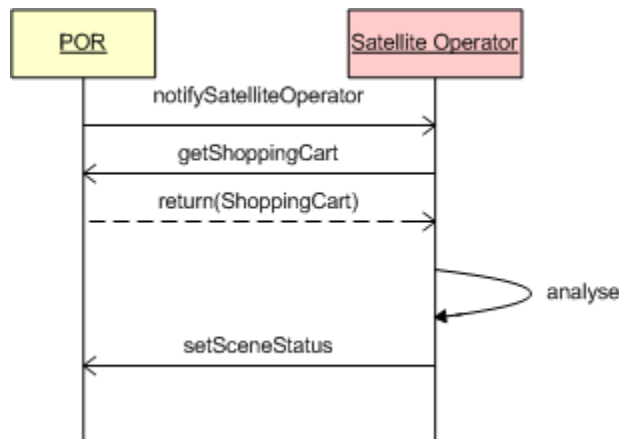 POR
Satellite Operator
notifySatelliteOperator
getShoppingCart
return(ShoppingCart)
analyse
setSceneStatus